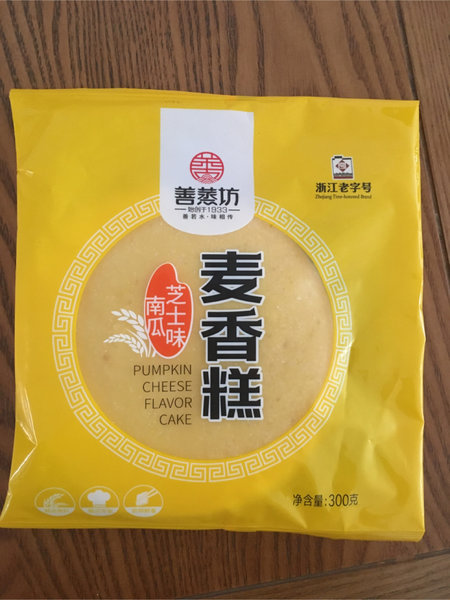 善蒸坊
始创于1933
善若水·味相传
浙江老字号
Zhejiang Time-honored Brand
麦香糕
芝士味
南瓜
PUMPKIN
CHEESE
FLAVOR
CAKE
净含量:300克